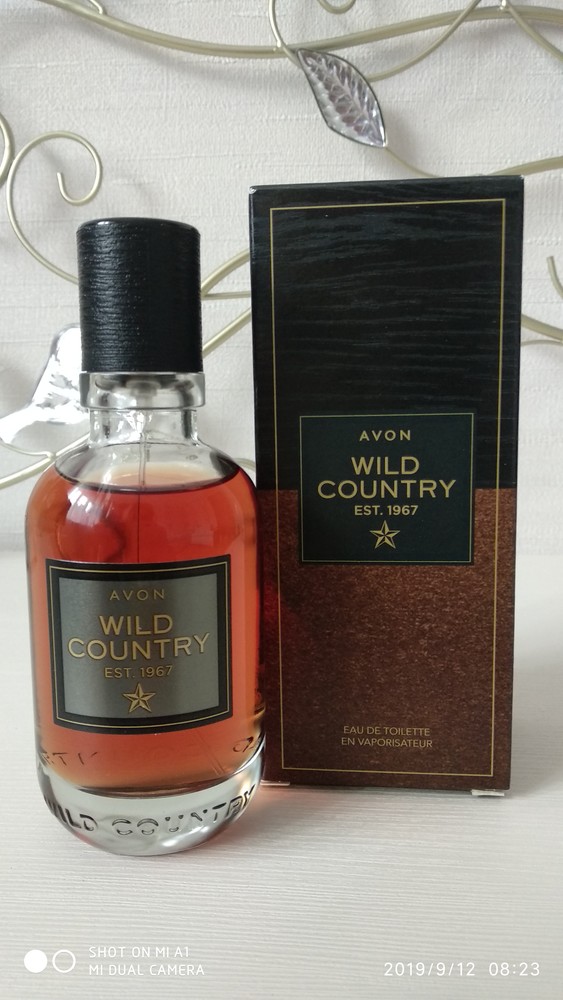 AVON
WILD
COUNTRY
EST. 1967
AVON
WILD
COUNTRY
EST. 1967
EAU DE TOILETTE
EN VAPORISATEUR
WILD COUNTRY
SHOT ON MI A1
MI DUAL CAMERA
2019/9/12 08:23